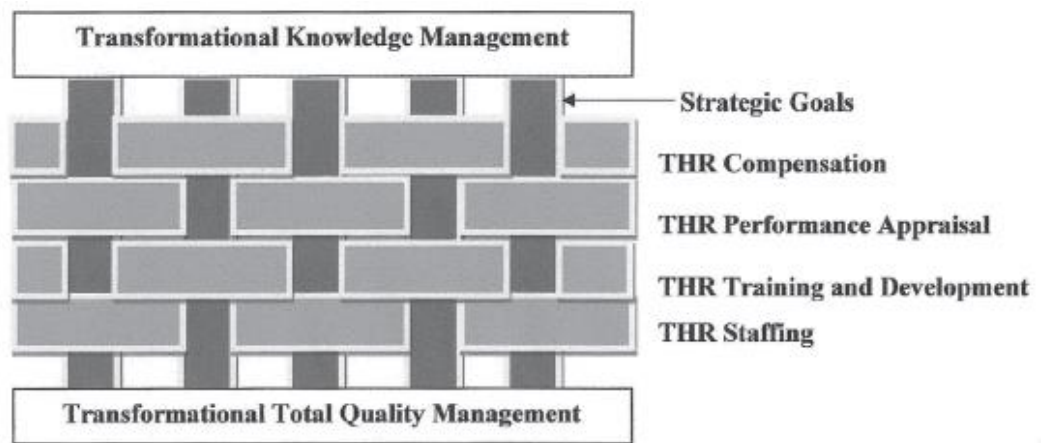 Transformational Knowledge Management
Strategic Goals
THR Compensation
THR Performance Appraisal
THR Training and Development
THR Staffing
Transformational Total Quality Management